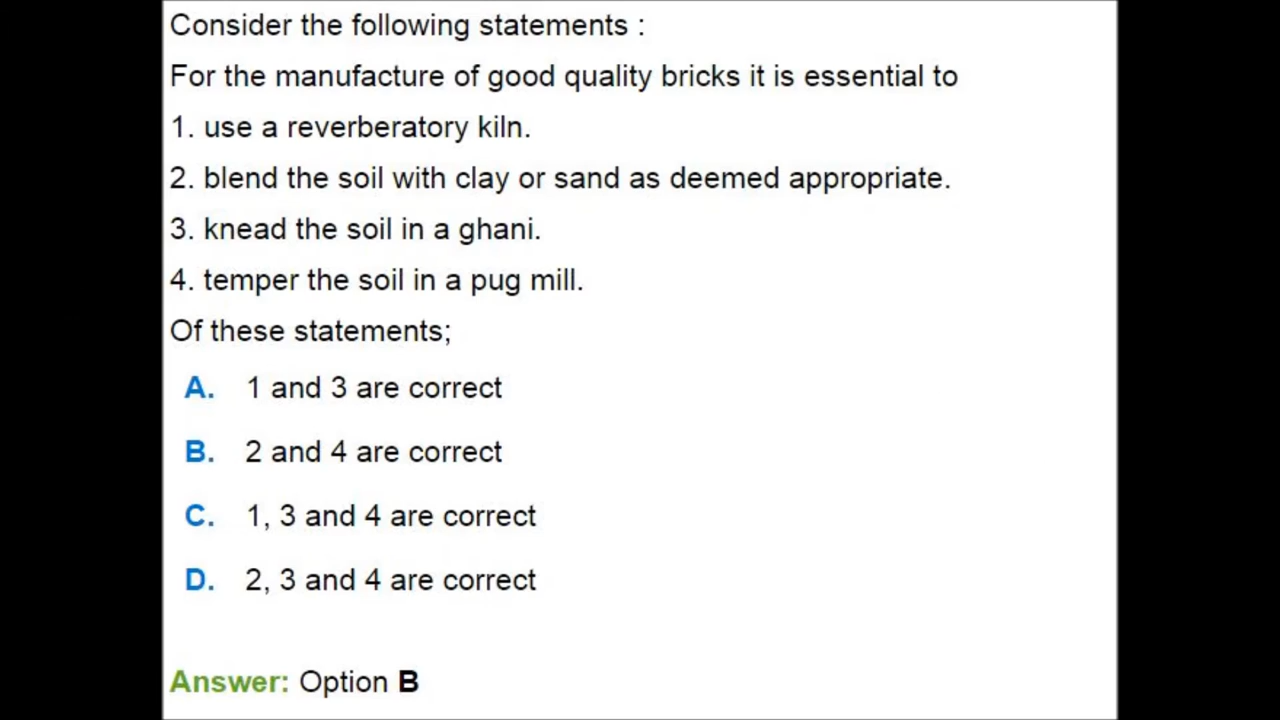 Consider the following statements :
For the manufacture of good quality bricks it is essential to
1. use a reverberatory kiln.
2. blend the soil with clay or sand as deemed appropriate.
3. knead the soil in a ghani.
4. temper the soil in a pug mill.
Of these statements;
A. 1 and 3 are correct
B. 2 and 4 are correct
C. 1, 3 and 4 are correct
D. 2, 3 and 4 are correct
Answer: Option B